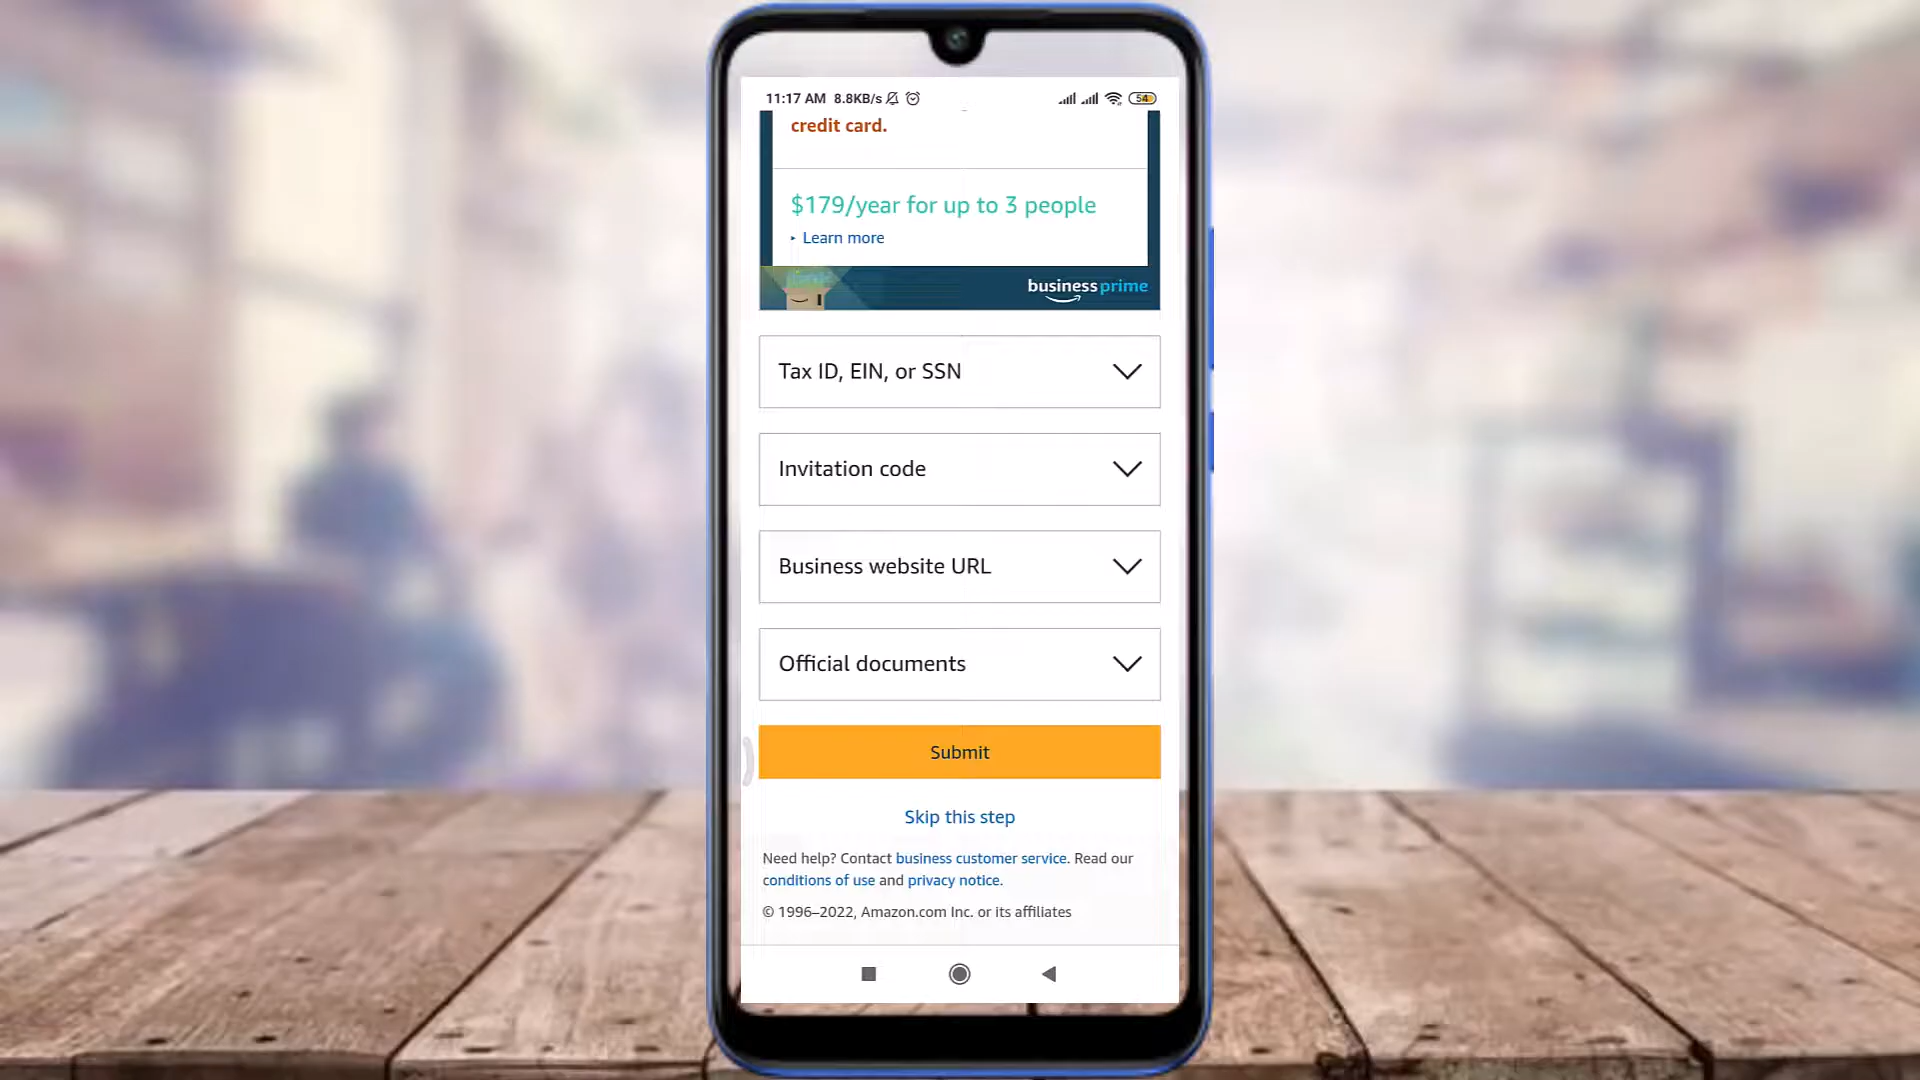 11:17 AM 8.8KB/s
54
credit card.
$179/year for up to 3 people
Learn more
business prime
Tax ID, EIN, or SSN
Invitation code
Business website URL
Official documents
Submit
Skip this step
Need help? Contact business customer service. Read our
conditions of use and privacy notice.
© 1996–2022, Amazon.com Inc. or its affiliates